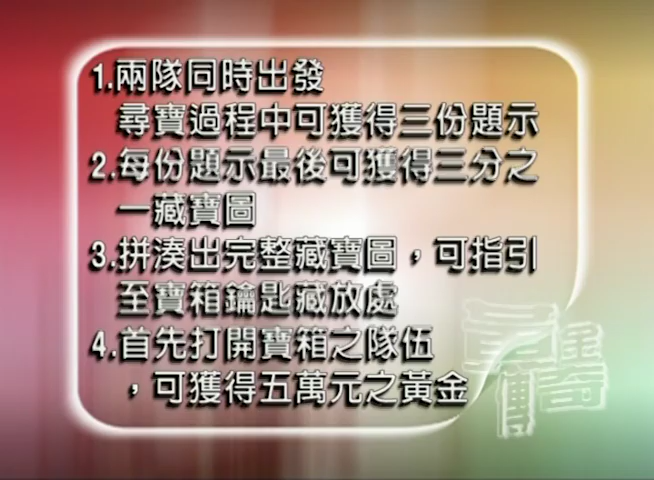 1.兩隊同時出發
尋寶過程中可獲得三份題示
2.每份題示最後可獲得三分之
一藏寶圖
3.拼湊出完整藏寶圖，可指引
至寶箱鑰匙藏放處
4.首先打開寶箱之隊伍
，可獲得五萬元之黃金
金
傳奇